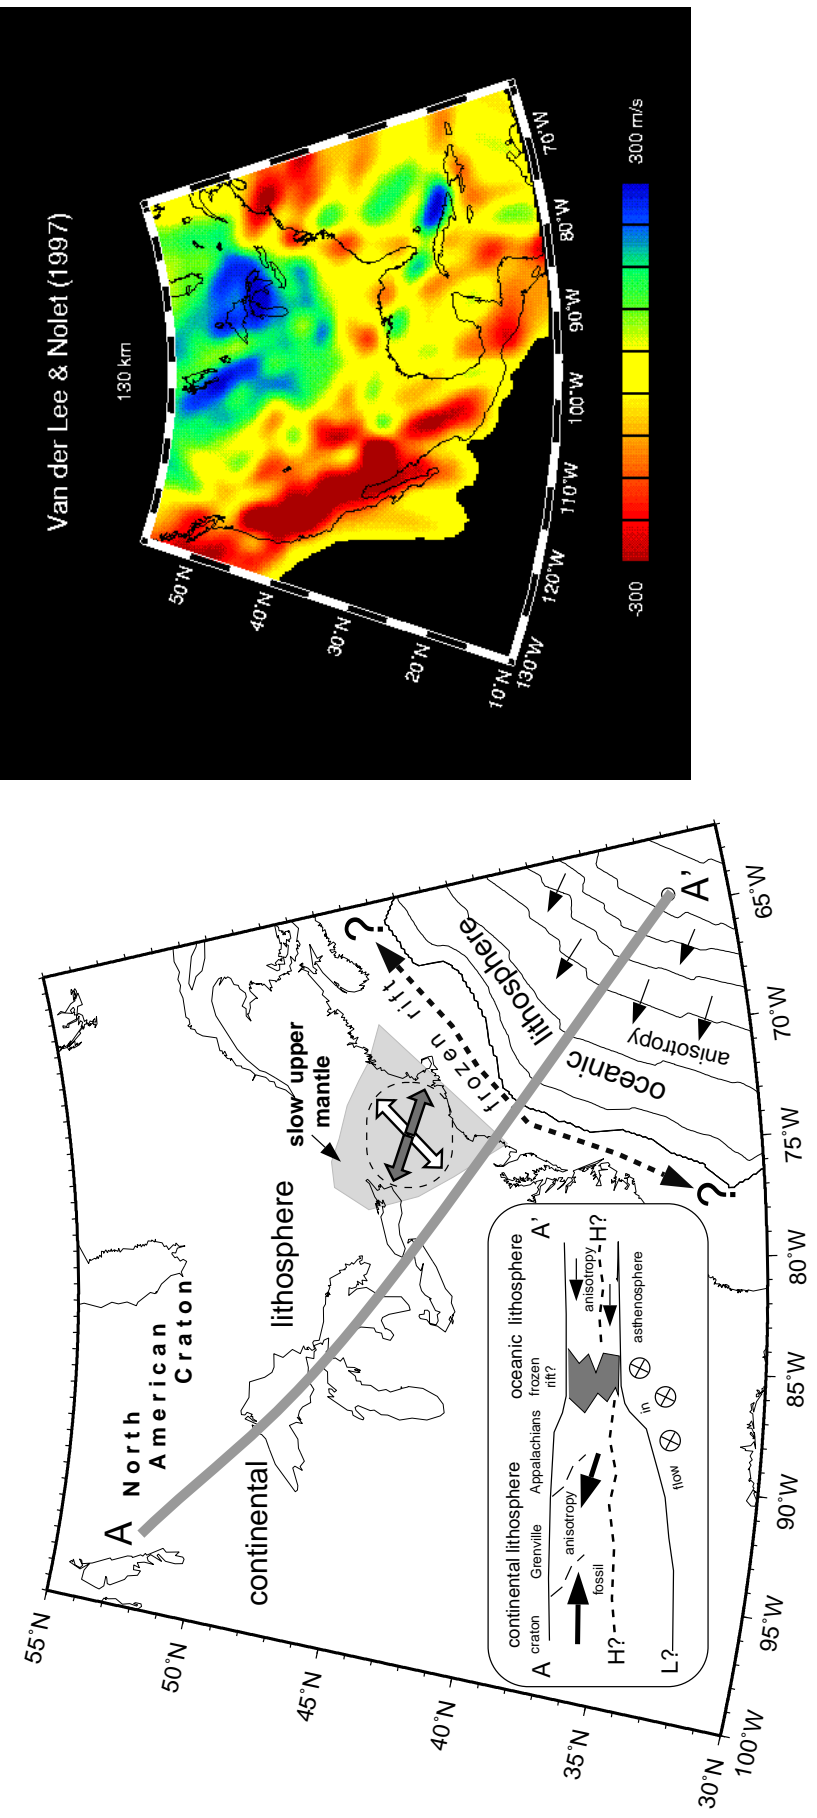 Van der Lee & Nolet (1997)
130 km
50˚N
40˚N
30˚N
20˚N
10˚N
130˚W
120˚W
110˚W
100˚W
90˚W
80˚W
70˚W
-300
300 m/s
55˚N
50˚N
45˚N
40˚N
35˚N
30˚N
100˚W
95˚W
90˚W
85˚W
80˚W
75˚W
70˚W
65˚W
A
North
American
Craton
continental
lithosphere
slow upper
mantle
frozen rift
?
?
oceanic
lithosphere
anisotropy
A'
continental lithosphere
oceanic lithosphere
A
craton
Grenville
Appalachians
frozen
rift?
A'
anisotropy
fossil
anisotropy
H?
H?
L?
flow
in
asthenosphere